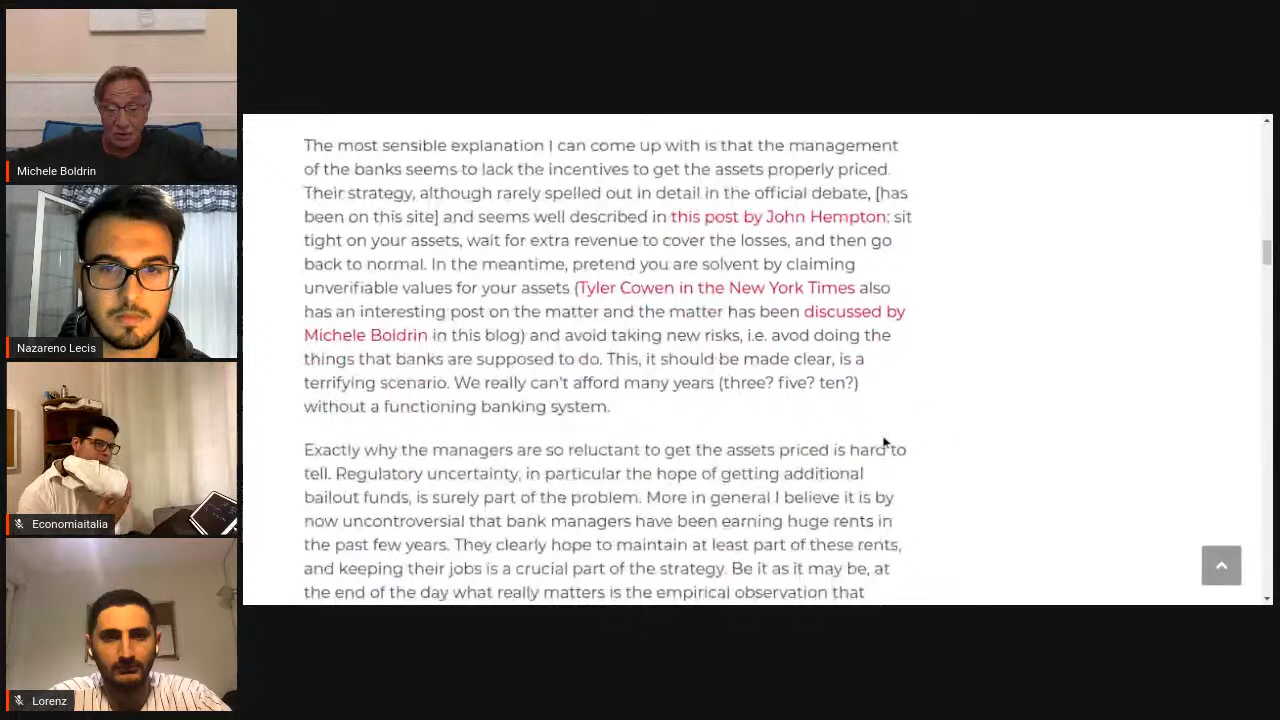 Michele Boldrin
Nazareno Lecis
Economiaitalia
Lorenz
The most sensible explanation I can come up with is that the management
of the banks seems to lack the incentives to get the assets properly priced.
Their strategy, although rarely spelled out in detail in the official debate, [has
been on this site] and seems well described in this post by John Hempton: sit
tight on your assets, wait for extra revenue to cover the losses, and then go
back to normal. In the meantime, pretend you are solvent by claiming
unverifiable values for your assets (Tyler Cowen in the New York Times also
has an interesting post on the matter and the matter has been discussed by
Michele Boldrin in this blog) and avoid taking new risks, i.e. avod doing the
things that banks are supposed to do. This, it should be made clear, is a
terrifying scenario. We really can't afford many years (three? five? ten?)
without a functioning banking system.
Exactly why the managers are so reluctant to get the assets priced is hard to
tell. Regulatory uncertainty, in particular the hope of getting additional
bailout funds, is surely part of the problem. More in general I believe it is by
now uncontroversial that bank managers have been earning huge rents in
the past few years. They clearly hope to maintain at least part of these rents,
and keeping their jobs is a crucial part of the strategy. Be it as it may be, at
the end of the day what really matters is the empirical observation that